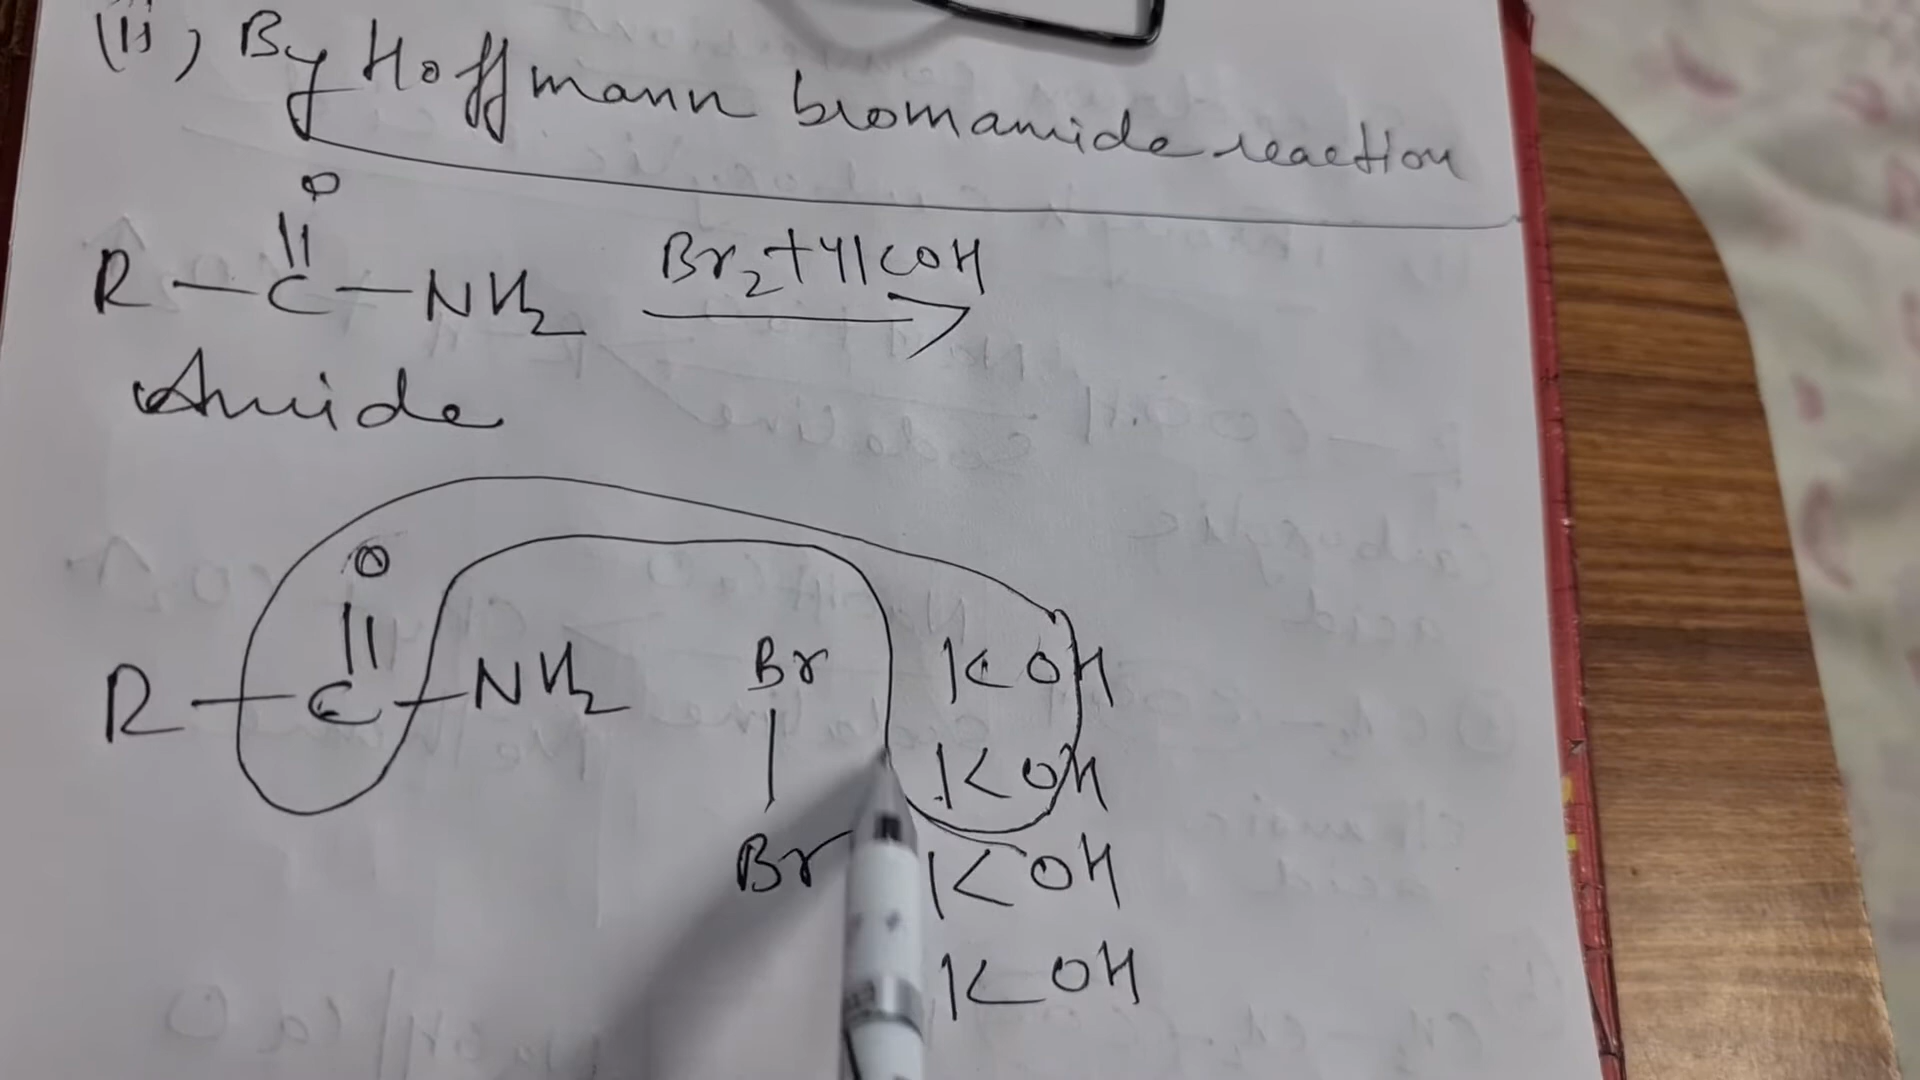 (ii), By Hoffmann bromamide reaction
O
||
R—C—NH2 Br2+4KOH
Amide
O
||
R—C—NH2 Br KOH
| KOH
Br KOH
KOH